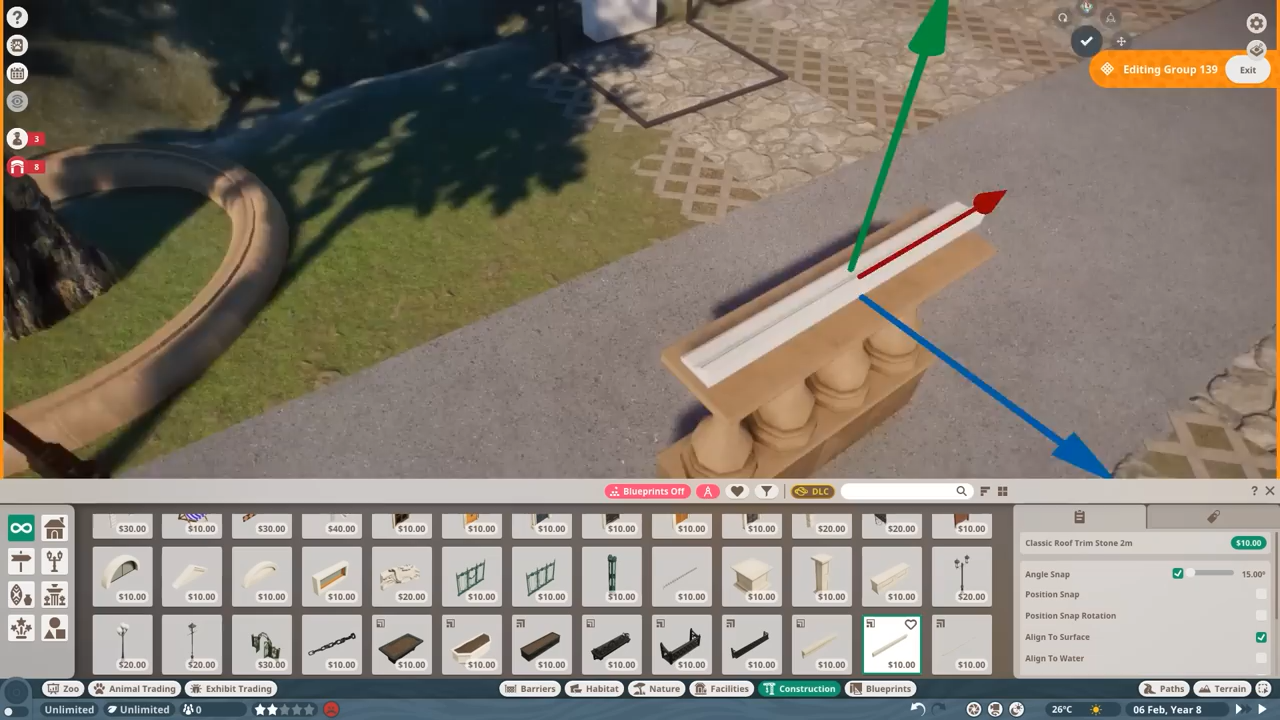 ?
Editing Group 139
Exit
3
8
Blueprints Off
DLC
?
$30.00 $10.00 $30.00 $40.00 $10.00 $10.00 $10.00 $10.00 $10.00 $10.00 $20.00 $20.00 $10.00
$10.00 $10.00 $10.00 $10.00 $20.00 $10.00 $10.00 $10.00 $10.00 $10.00 $10.00 $10.00 $20.00
$20.00 $20.00 $30.00 $10.00 $10.00 $10.00 $10.00 $10.00 $10.00 $10.00 $10.00 $10.00 $10.00
Classic Roof Trim Stone 2m $10.00
Angle Snap 15.00°
Position Snap
Position Snap Rotation
Align To Surface
Align To Water
Zoo Animal Trading Exhibit Trading Barriers Habitat Nature Facilities Construction Blueprints Paths Terrain
Unlimited Unlimited 0 26°C 06 Feb, Year 8